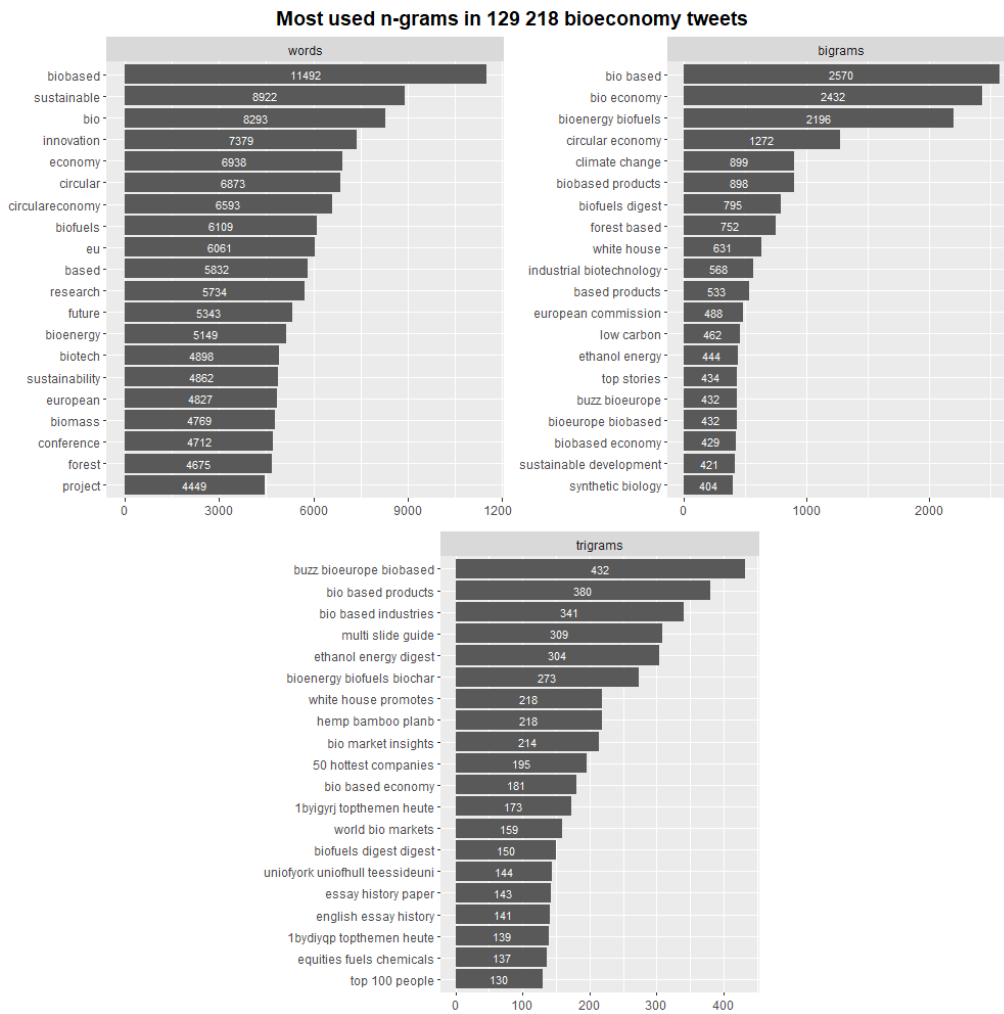 Most used n-grams in 129 218 bioeconomy tweets
words
biobased 11492
sustainable 8922
bio 8293
innovation 7379
economy 6938
circular 6873
circulareconomy 6593
biofuels 6109
eu 6061
based 5832
research 5734
future 5343
bioenergy 5149
biotech 4898
sustainability 4862
european 4827
biomass 4769
conference 4712
forest 4675
project 4449
0 3000 6000 9000 12000
bigrams
bio based 2570
bio economy 2432
bioenergy biofuels 2196
circular economy 1272
climate change 899
biobased products 898
biofuels digest 795
forest based 752
white house 631
industrial biotechnology 568
based products 533
european commission 488
low carbon 462
ethanol energy 444
top stories 434
buzz bioeurope 432
bioeurope biobased 432
biobased economy 429
sustainable development 421
synthetic biology 404
0 1000 2000
trigrams
buzz bioeurope biobased 432
bio based products 380
bio based industries 341
multi slide guide 309
ethanol energy digest 304
bioenergy biofuels biochar 273
white house promotes 218
hemp bamboo planb 218
bio market insights 214
50 hottest companies 195
bio based economy 181
1byigyrj topthemen heute 173
world bio markets 159
biofuels digest digest 150
uniofyork uniofhull teessideuni 144
essay history paper 143
english essay history 141
1bydiyqp topthemen heute 139
equities fuels chemicals 137
top 100 people 130
0 100 200 300 400